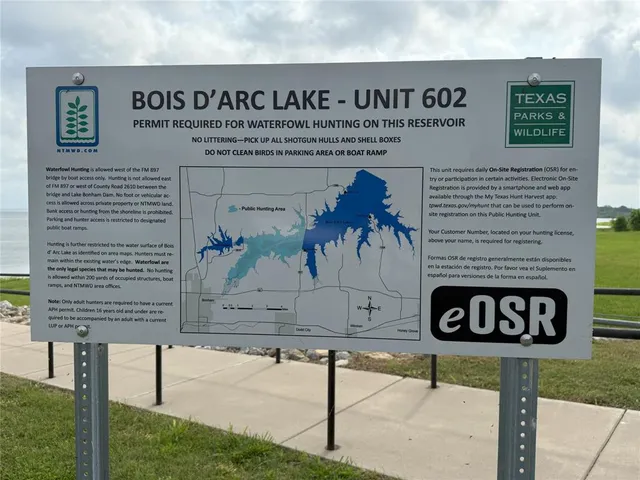 BOIS D'ARC LAKE - UNIT 602
PERMIT REQUIRED FOR WATERFOWL HUNTING ON THIS RESERVOIR
NO LITTERING—PICK UP ALL SHOTGUN HULLS AND SHELL BOXES
DO NOT CLEAN BIRDS IN PARKING AREA OR BOAT RAMP
NTMWD.COM
TEXAS
PARKS &
WILDLIFE
Waterfowl Hunting is allowed west of the FM 897
bridge by boat access only. Hunting is not allowed east
of FM 897 or west of County Road 2610 between the
bridge and Lake Bonham Dam. No foot or vehicular ac-
cess is allowed across private property or NTMWD land.
Bank access or hunting from the shoreline is prohibited.
Parking and hunter access is restricted to designated
public boat ramps.
Hunting is further restricted to the water surface of Bois
d' Arc Lake as identified on area maps. Hunters must re-
main within the existing water's edge. Waterfowl are
the only legal species that may be hunted. No hunting
is allowed within 200 yards of occupied structures, boat
ramps, and NTMWD area offices.
Note: Only adult hunters are required to have a current
APH permit. Children 16 years old and under are re-
quired to be accompanied by an adult with a current
LUP or APH
Public Hunting Area
Bonham
Dodd City
Windom
Honey Grove
N
W
E
S
This unit requires daily On-Site Registration (OSR) for en-
try or participation in certain activities. Electronic On-Site
Registration is provided by a smartphone and web app
available through the My Texas Hunt Harvest app:
tpwd.texas.gov/myhunt that can be used to perform on-
site registration on this Public Hunting Unit.
Your Customer Number, located on your hunting license,
above your name, is required for registering.
Formas OSR de registro generalmente están disponibles
en la estación de registro. Por favor vea el Suplemento en
español para versiones de la forma en español.
eOSR